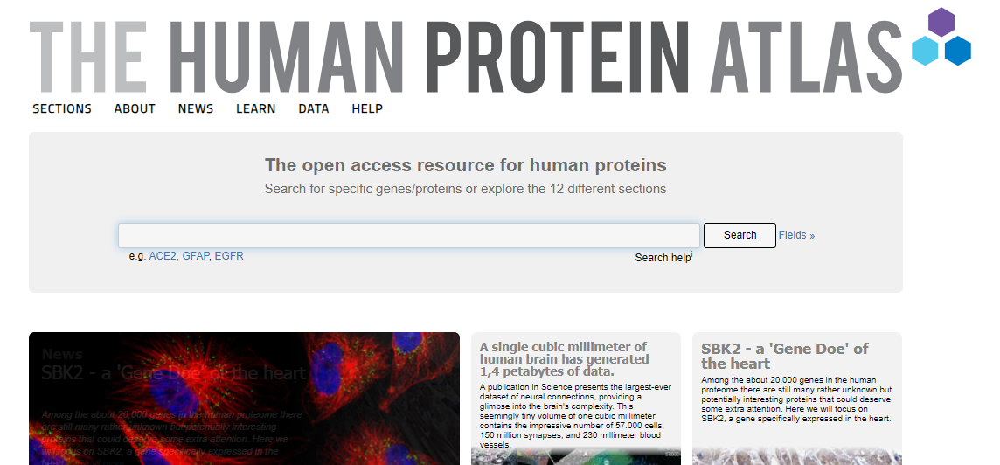 THE HUMAN PROTEIN ATLAS
SECTIONS ABOUT NEWS LEARN DATA HELP
The open access resource for human proteins
Search for specific genes/proteins or explore the 12 different sections
Search Fields »
e.g. ACE2, GFAP, EGFR
Search helpⁱ
News
SBK2 - a 'Gene Doe' of the heart
Among the about 20,000 genes in the human proteome there
are still many rather unknown but potentially interesting
proteins that could deserve some extra attention. Here we
will focus on SBK2, a gene specifically expressed in the
heart.
A single cubic millimeter of
human brain has generated
1,4 petabytes of data.
A publication in Science presents the largest-ever
dataset of neural connections, providing a
glimpse into the brain's complexity. This
seemingly tiny volume of one cubic millimeter
contains the impressive number of 57.000 cells,
150 million synapses, and 230 millimeter blood
vessels.
SBK2 - a 'Gene Doe' of
the heart
Among the about 20,000 genes in the human
proteome there are still many rather unknown but
potentially interesting proteins that could deserve
some extra attention. Here we will focus on
SBK2, a gene specifically expressed in the heart.